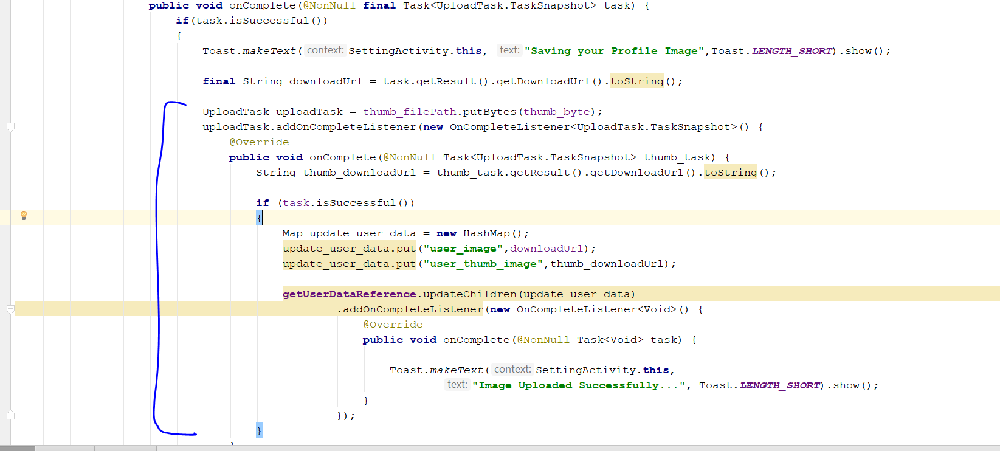 public void onComplete(@NonNull final Task<UploadTask.TaskSnapshot> task) {
if(task.isSuccessful())
{
Toast.makeText( context: SettingActivity.this, text: "Saving your Profile Image",Toast.LENGTH_SHORT).show();
final String downloadUrl = task.getResult().getDownloadUrl().toString();
UploadTask uploadTask = thumb_filePath.putBytes(thumb_byte);
uploadTask.addOnCompleteListener(new OnCompleteListener<UploadTask.TaskSnapshot>() {
@Override
public void onComplete(@NonNull Task<UploadTask.TaskSnapshot> thumb_task) {
String thumb_downloadUrl = thumb_task.getResult().getDownloadUrl().toString();
if (task.isSuccessful())
{
Map update_user_data = new HashMap();
update_user_data.put("user_image",downloadUrl);
update_user_data.put("user_thumb_image",thumb_downloadUrl);
getUserDataReference.updateChildren(update_user_data)
.addOnCompleteListener(new OnCompleteListener<Void>() {
@Override
public void onComplete(@NonNull Task<Void> task) {
Toast.makeText( context: SettingActivity.this,
text: "Image Uploaded Successfully...", Toast.LENGTH_SHORT).show();
}
});
}